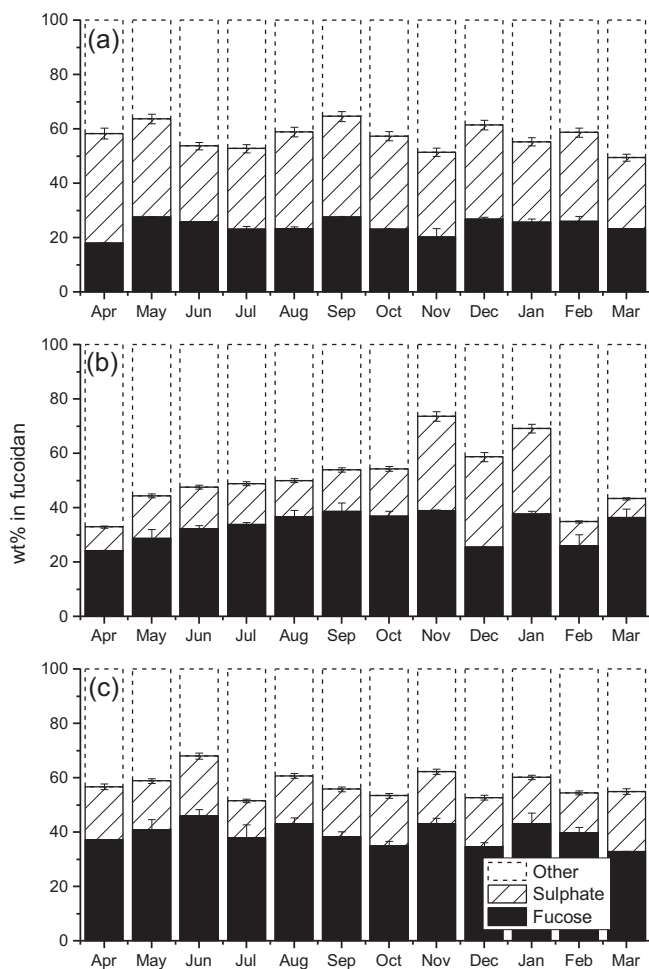 (a)
100
80
60
40
20
0
Apr May Jun Jul Aug Sep Oct Nov Dec Jan Feb Mar
wt% in fucoidan
(b)
100
80
60
40
20
0
Apr May Jun Jul Aug Sep Oct Nov Dec Jan Feb Mar
(c)
100
80
60
40
20
0
Other
Sulphate
Fucose
Apr May Jun Jul Aug Sep Oct Nov Dec Jan Feb Mar